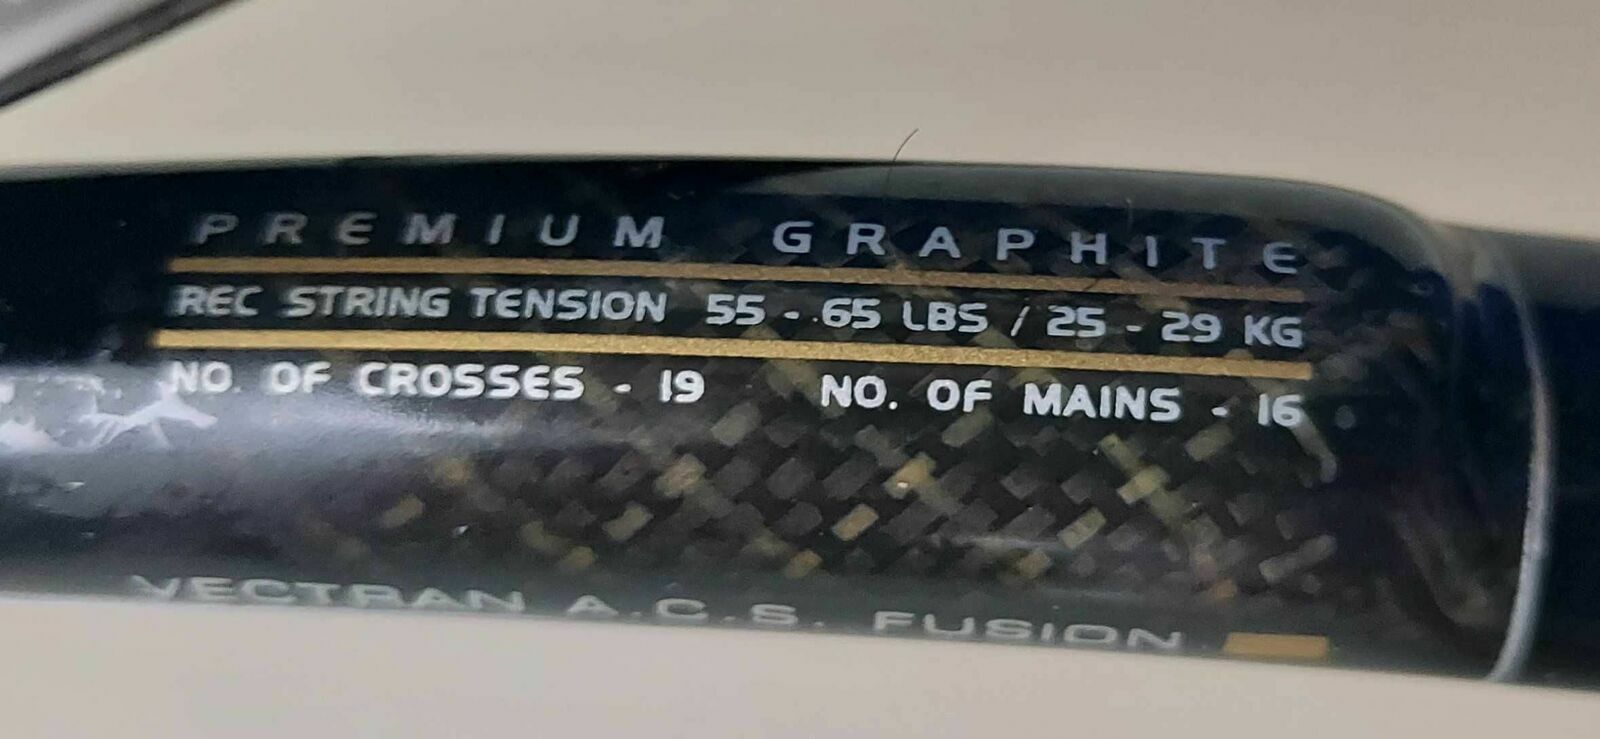 PREMIUM GRAPHITE
REC STRING TENSION 55 - 65 LBS / 25 - 29 KG
NO. OF CROSSES - 19 NO. OF MAINS - 16
VECTRAN A.C.S. FUSION